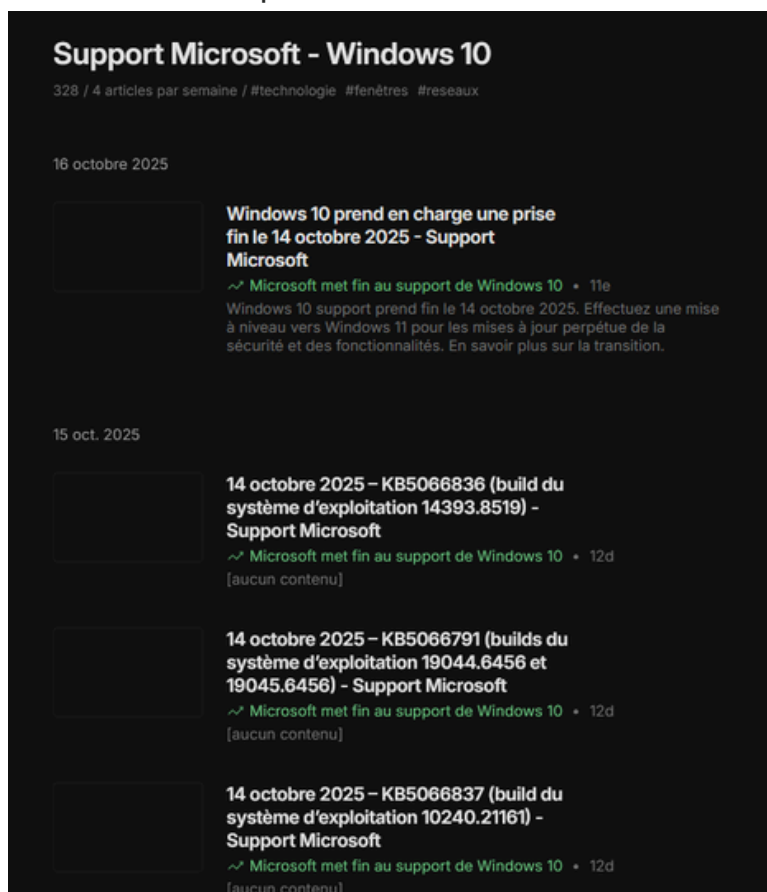 Support Microsoft - Windows 10
328 / 4 articles par semaine / #technologie #fenêtres #reseaux
16 octobre 2025
Windows 10 prend en charge une prise
fin le 14 octobre 2025 - Support
Microsoft
Microsoft met fin au support de Windows 10 • 11e
Windows 10 support prend fin le 14 octobre 2025. Effectuez une mise
à niveau vers Windows 11 pour les mises à jour perpétue de la
sécurité et des fonctionnalités. En savoir plus sur la transition.
15 oct. 2025
14 octobre 2025 – KB5066836 (build du
système d'exploitation 14393.8519) -
Support Microsoft
Microsoft met fin au support de Windows 10 • 12d
[aucun contenu]
14 octobre 2025 – KB5066791 (builds du
système d'exploitation 19044.6456 et
19045.6456) - Support Microsoft
Microsoft met fin au support de Windows 10 • 12d
[aucun contenu]
14 octobre 2025 – KB5066837 (build du
système d'exploitation 10240.21161) -
Support Microsoft
Microsoft met fin au support de Windows 10 • 12d
[aucun contenu]